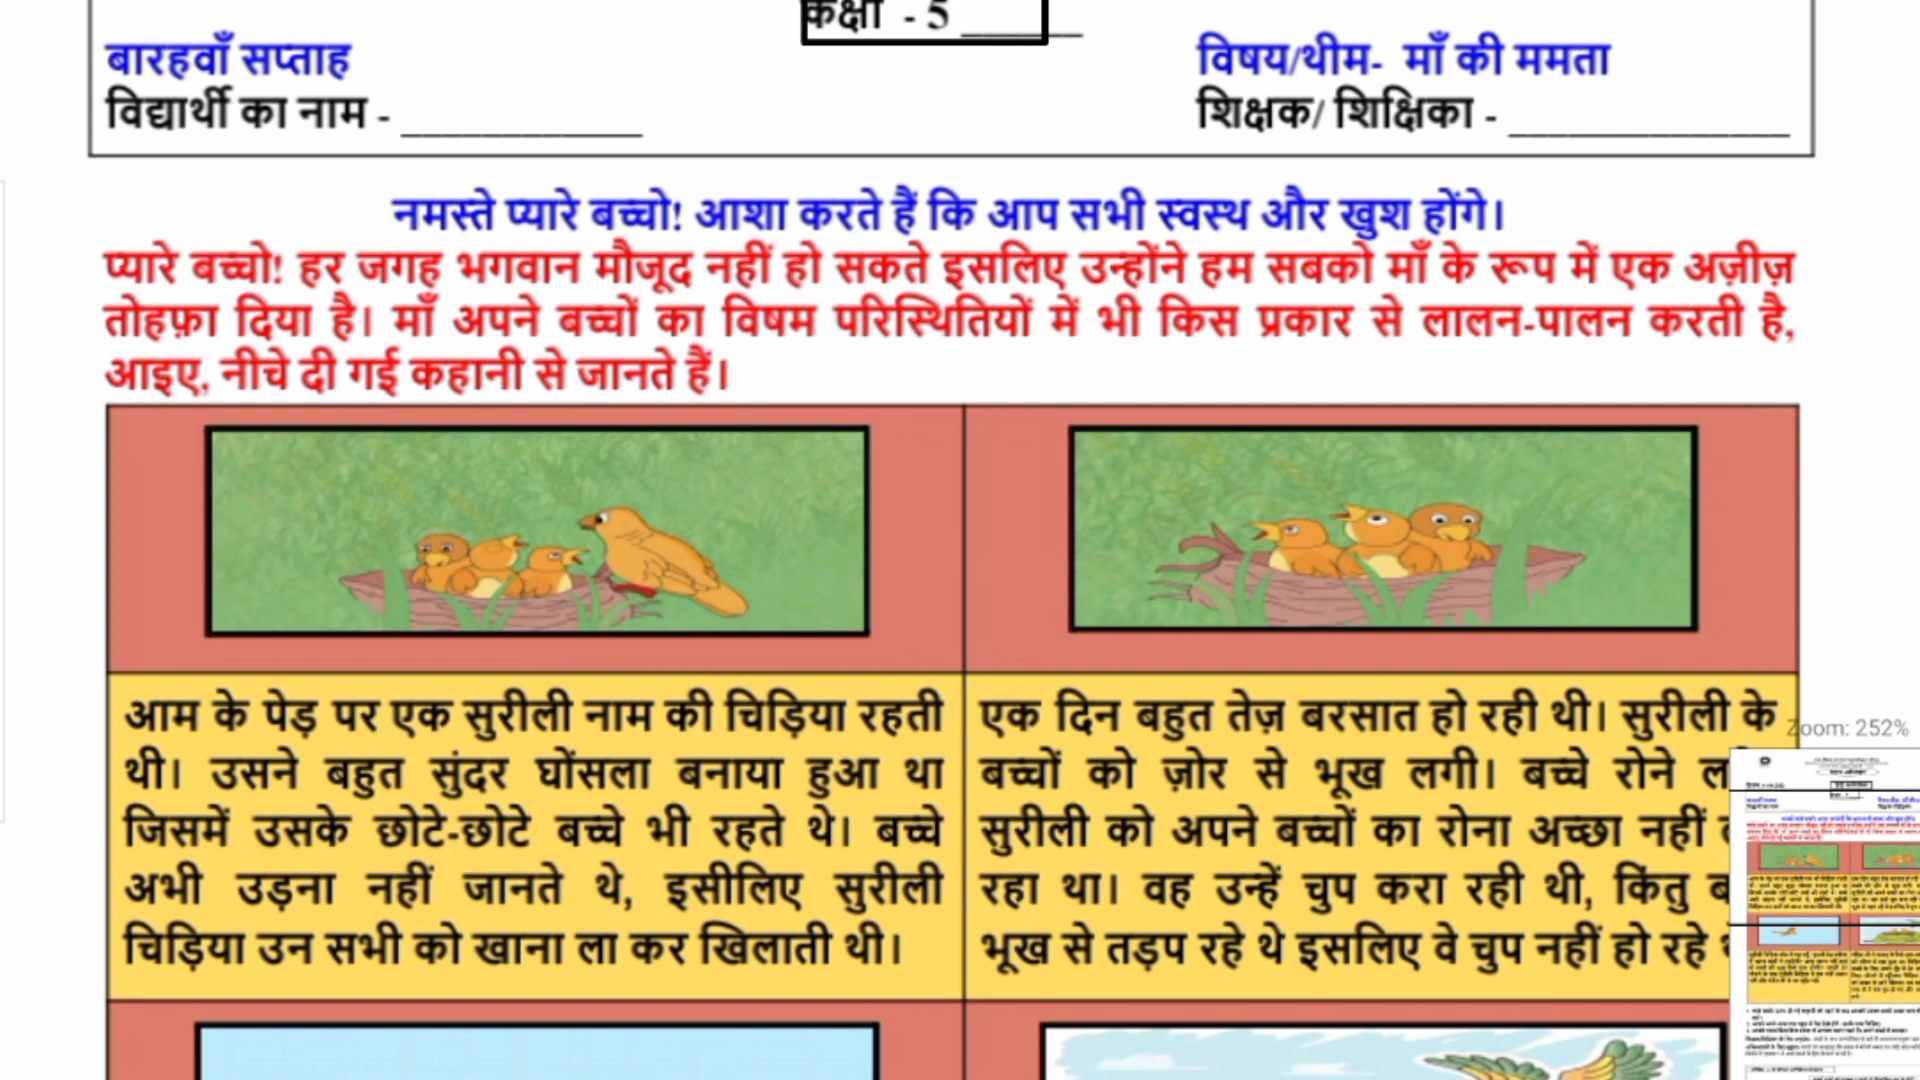 कक्षा - 5 ______
बारहवाँ सप्ताह
विषय/थीम- माँ की ममता
विद्यार्थी का नाम - ____________
शिक्षक/ शिक्षिका - ______________
नमस्ते प्यारे बच्चो! आशा करते हैं कि आप सभी स्वस्थ और खुश होंगे।
प्यारे बच्चो! हर जगह भगवान मौजूद नहीं हो सकते इसलिए उन्होंने हम सबको माँ के रूप में एक अज़ीज़
तोहफ़ा दिया है। माँ अपने बच्चों का विषम परिस्थितियों में भी किस प्रकार से लालन-पालन करती है,
आइए, नीचे दी गई कहानी से जानते हैं।
आम के पेड़ पर एक सुरीली नाम की चिड़िया रहती
थी। उसने बहुत सुंदर घोंसला बनाया हुआ था
जिसमें उसके छोटे-छोटे बच्चे भी रहते थे। बच्चे
अभी उड़ना नहीं जानते थे, इसीलिए सुरीली
चिड़िया उन सभी को खाना ला कर खिलाती थी।
एक दिन बहुत तेज़ बरसात हो रही थी। सुरीली के
बच्चों को ज़ोर से भूख लगी। बच्चे रोने
सुरीली को अपने बच्चों का रोना अच्छा नहीं
रहा था। वह उन्हें चुप करा रही थी, किंतु
भूख से तड़प रहे थे इसलिए वे चुप नहीं हो रहे
Zoom: 252%